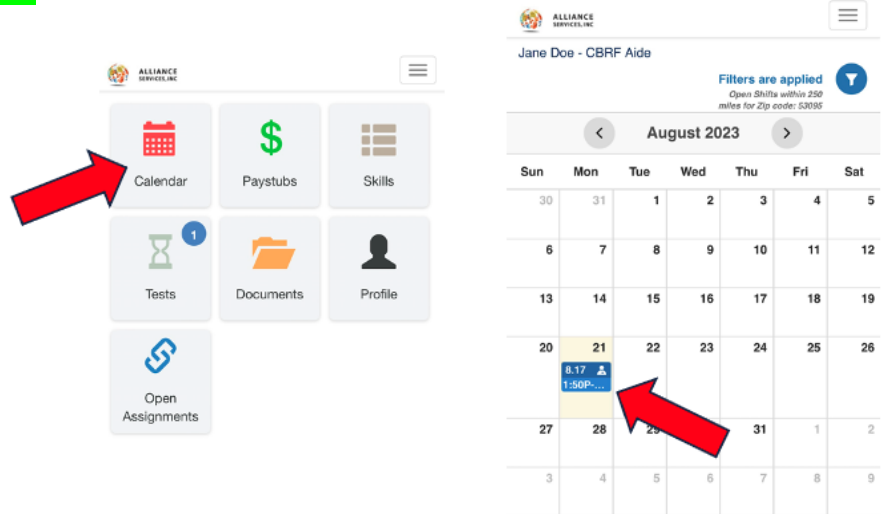 ALLIANCE
SERVICES, INC
Calendar
Paystubs
Skills
1
Tests
Documents
Profile
Open
Assignments
ALLIANCE
SERVICES, INC
Jane Doe - CBRF Aide
Filters are applied
Open Shifts within 250
miles for Zip code: 53095
August 2023
Sun Mon Tue Wed Thu Fri Sat
30 31 1 2 3 4 5
6 7 8 9 10 11 12
13 14 15 16 17 18 19
20 21 22 23 24 25 26
8.17
1:50P-...
27 28 29 31 1 2
3 4 5 6 7 8 9